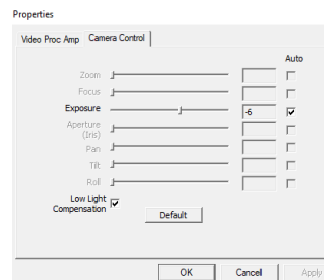 Properties
Video Proc Amp
Camera Control
Auto
Zoom
Focus
Exposure
-6
Aperture
(Iris)
Pan
Tilt
Roll
Low Light
Compensation
Default
OK
Cancel
Apply